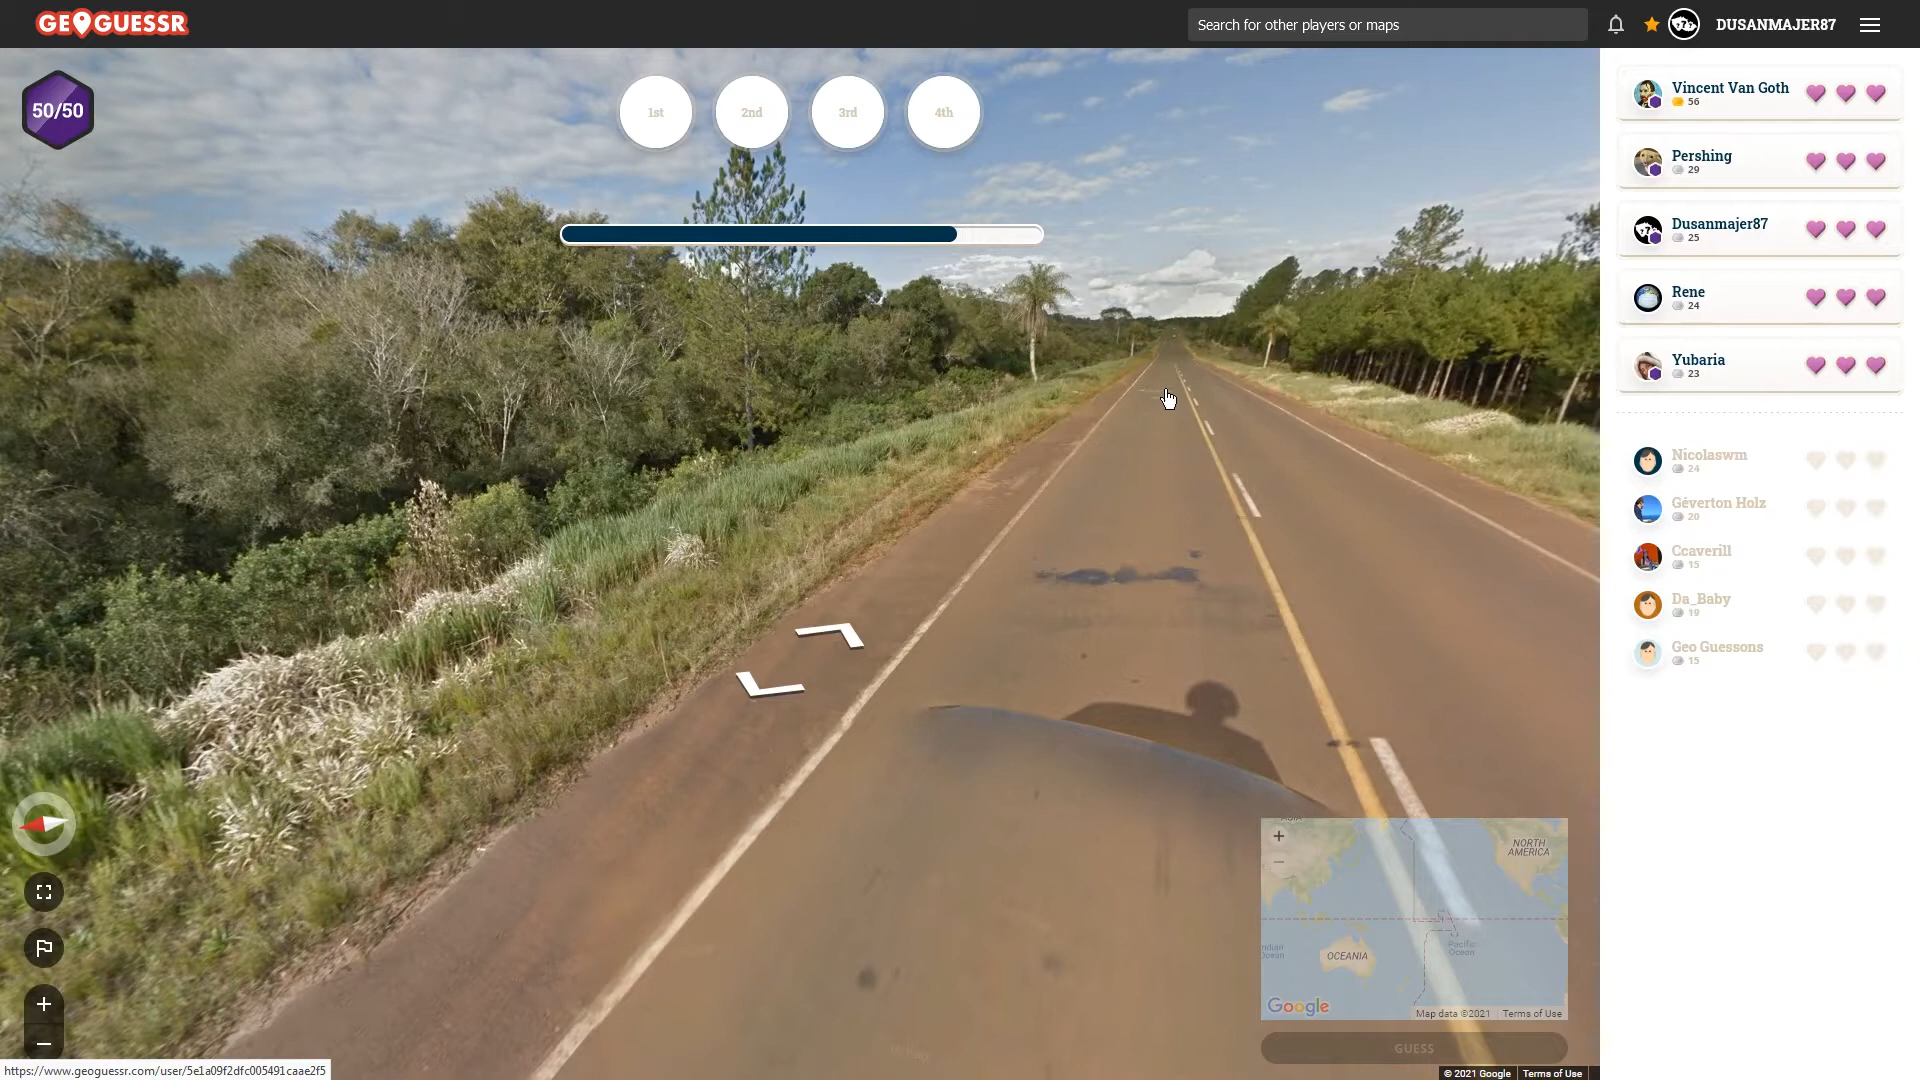 GEOGUESSR
Search for other players or maps
DUSANMAJER87
50/50
1st
2nd
3rd
4th
Vincent Van Goth
56
Pershing
29
Dusanmajer87
25
Rene
24
Yubaria
23
Nicolaswm
24
Géverton Holz
20
Ccaverill
15
Da_Baby
19
Geo Guessons
15
+
−
ASIA
NORTH
AMERICA
Indian
Ocean
OCEANIA
Pacific
Ocean
Google
Map data ©2021
Terms of Use
GUESS
+
−
https://www.geoguessr.com/user/5e1a09f2dfc005491caae2f5
© 2021 Google
Terms of Use